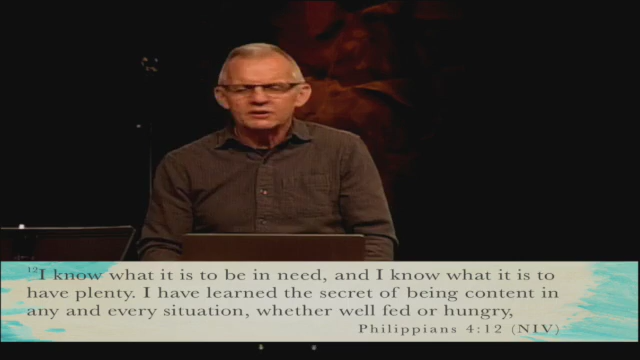 ¹²I know what it is to be in need, and I know what it is to
have plenty. I have learned the secret of being content in
any and every situation, whether well fed or hungry,
Philippians 4:12 (NIV)